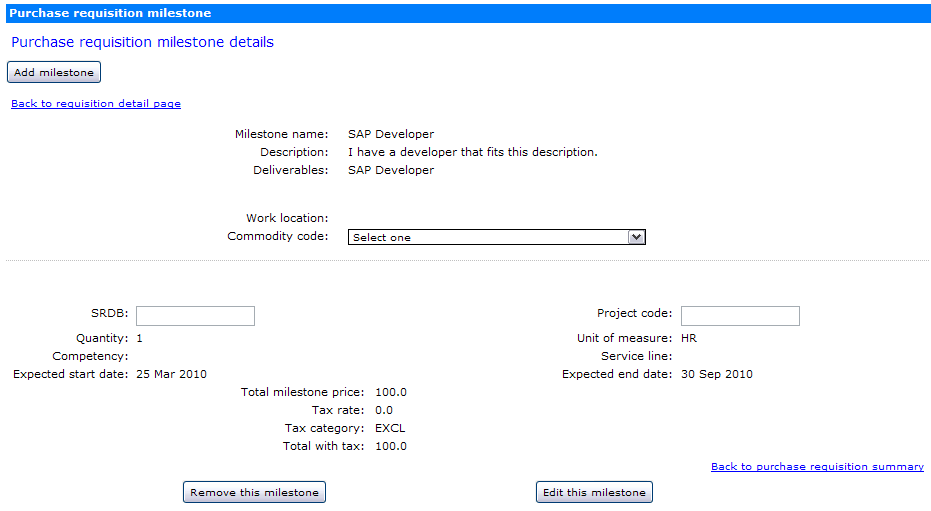 Purchase requisition milestone
Purchase requisition milestone details
Add milestone
Back to requisition detail page
Milestone name: SAP Developer
Description: I have a developer that fits this description.
Deliverables: SAP Developer
Work location:
Commodity code: Select one
SRDB: Project code:
Quantity: 1 Unit of measure: HR
Competency: Service line:
Expected start date: 25 Mar 2010 Expected end date: 30 Sep 2010
Total milestone price: 100.0
Tax rate: 0.0
Tax category: EXCL
Total with tax: 100.0
Back to purchase requisition summary
Remove this milestone Edit this milestone